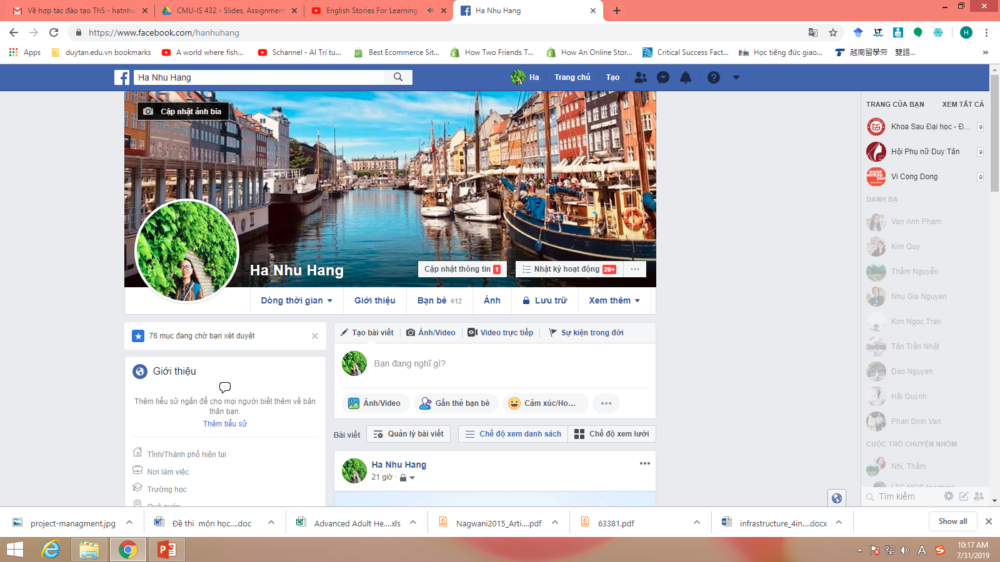 Về hợp tác đào tạo ThS - hatnhu
CMU-IS 432 - Slides, Assignment
English Stories For Learning
Ha Nhu Hang
https://www.facebook.com/hanhuhang
Apps
duytan.edu.vn bookmarks
A world where fish...
Schannel - AI Trí tu...
Best Ecommerce Sit...
How Two Friends T...
How An Online Stor...
Critical Success Fact...
Học tiếng đức giao...
越南留學夯 雙語...
Ha Nhu Hang
Ha
Trang chủ
Tạo
Cập nhật ảnh bìa
Ha Nhu Hang
Cập nhật thông tin 1
Nhật ký hoạt động 20+
Dòng thời gian
Giới thiệu
Bạn bè 412
Ảnh
Lưu trữ
Xem thêm
76 mục đang chờ bạn xét duyệt
Giới thiệu
Thêm tiểu sử ngắn để cho mọi người biết thêm về bản
thân bạn.
Thêm tiểu sử
Tỉnh/Thành phố hiện tại
Nơi làm việc
Trường học
Quê quán
Tạo bài viết
Ảnh/Video
Video trực tiếp
Sự kiện trong đời
Bạn đang nghĩ gì?
Ảnh/Video
Gắn thẻ bạn bè
Cảm xúc/Ho...
Bài viết
Quản lý bài viết
Chế độ xem danh sách
Chế độ xem lưới
Ha Nhu Hang
21 giờ ·
TRANG CỦA BẠN
XEM TẤT CẢ
Khoa Sau Đại học - Đ... 9
Hội Phụ nữ Duy Tân 9
Vi Cong Dong 9
DANH BẠ
Van Anh Pham
Kim Quy
Thắm Nguyễn
Nhu Gia Nguyen
Kim Ngoc Tran
Tân Trần Nhật
Dao Nguyen
Hải Quỳnh
Phan Dinh Van
CUỘC TRÒ CHUYỆN NHÓM
Nhi, Thắm
LTC MOS teachers
Tìm kiếm
project-managment.jpg
Đề thi môn học....doc
Advanced Adult He....xls
Nagwani2015_Arti....pdf
63381.pdf
infrastructure_4in....docx
Show all
10:17 AM
7/31/2019